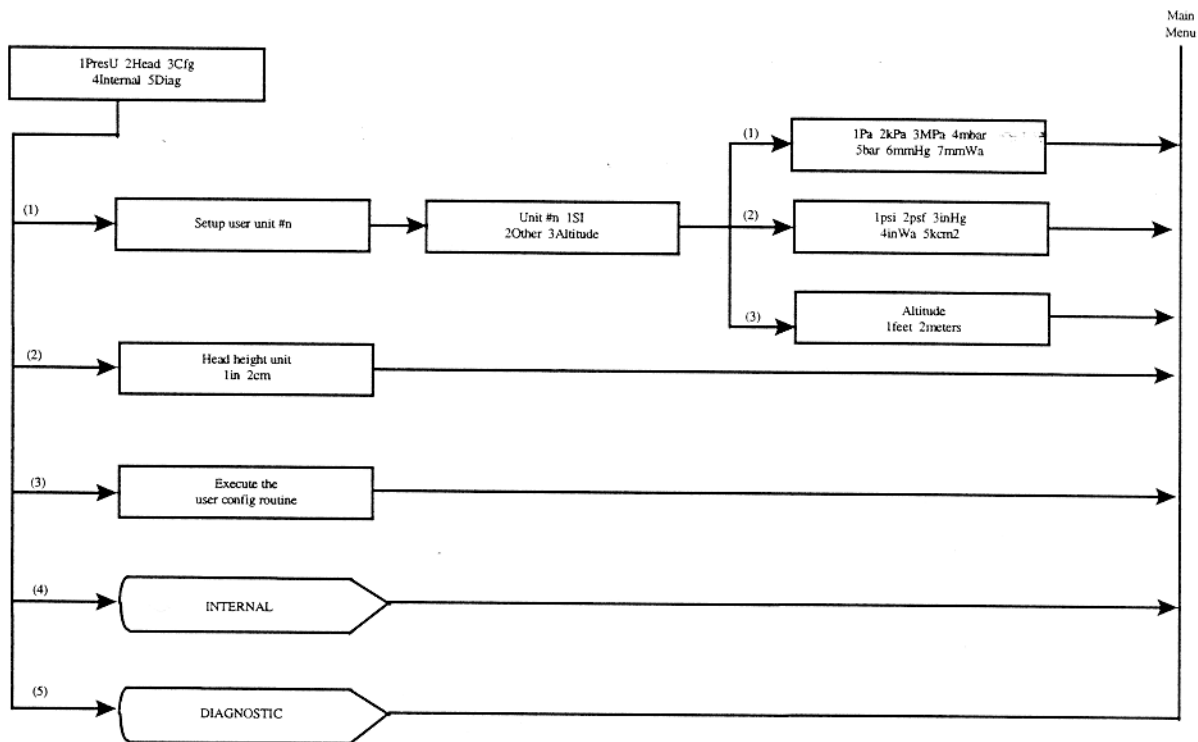 Main
Menu
1PresU 2Head 3Cfg
4Internal 5Diag
(1)
1Pa 2kPa 3MPa 4mbar
5bar 6mmHg 7mmWa
(1)
Setup user unit #n
Unit #n 1SI
2Other 3Altitude
(2)
1psi 2psf 3inHg
4inWa 5kcm2
(3)
Altitude
1feet 2meters
(2)
Head height unit
1in 2cm
(3)
Execute the
user config routine
(4)
INTERNAL
(5)
DIAGNOSTIC